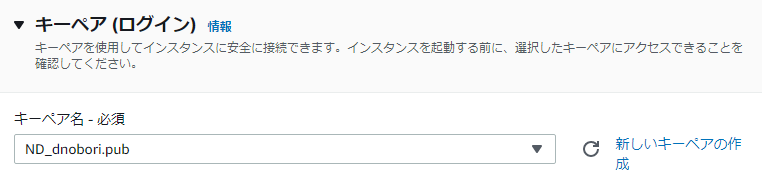 キーペア (ログイン) 情報
キーペアを使用してインスタンスに安全に接続できます。インスタンスを起動する前に、選択したキーペアにアクセスできることを
確認してください。
キーペア名 - 必須
ND_dnobori.pub
新しいキーペアの作
成